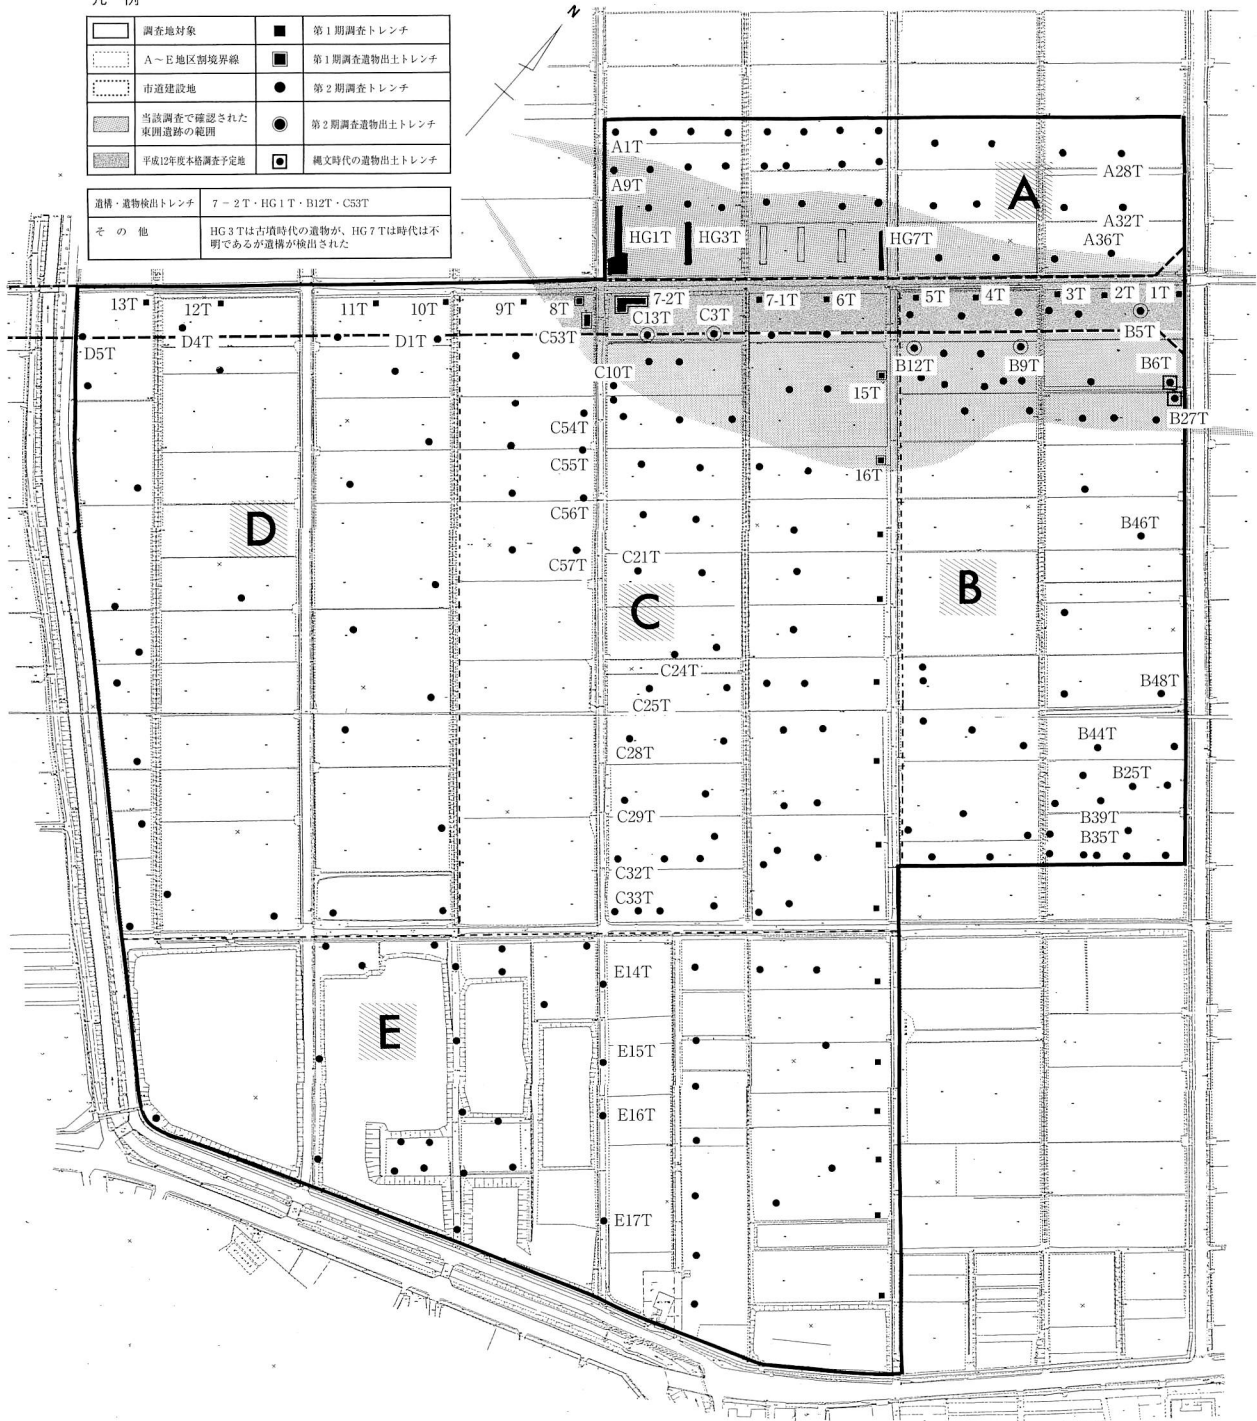 凡 例
調査地対象
■ 第1期調査トレンチ
A～E地区割境界線
第1期調査遺物出土トレンチ
市道建設地
● 第2期調査トレンチ
当該調査で確認された
東囲遺跡の範囲
第2期調査遺物出土トレンチ
平成12年度本格調査予定地
縄文時代の遺物出土トレンチ
遺構・遺物検出トレンチ
7－2T・HG1T・B12T・C53T
その他
HG3Tは古墳時代の遺物が、HG7Tは時代は不
明であるが遺構が検出された
N
A1T
A9T
A28T
A
A32T
A36T
HG1T
HG3T
HG7T
13T
12T
11T
10T
9T
8T
7-2T
7-1T
6T
5T
4T
3T
2T
1T
C13T
C3T
C53T
B5T
D5T
D4T
D1T
B12T
B9T
B6T
C10T
15T
B27T
C54T
C55T
16T
C56T
B46T
D
C57T
C21T
C
B
C24T
C25T
B48T
C28T
B44T
B25T
C29T
B39T
B35T
C32T
C33T
E14T
E
E15T
E16T
E17T